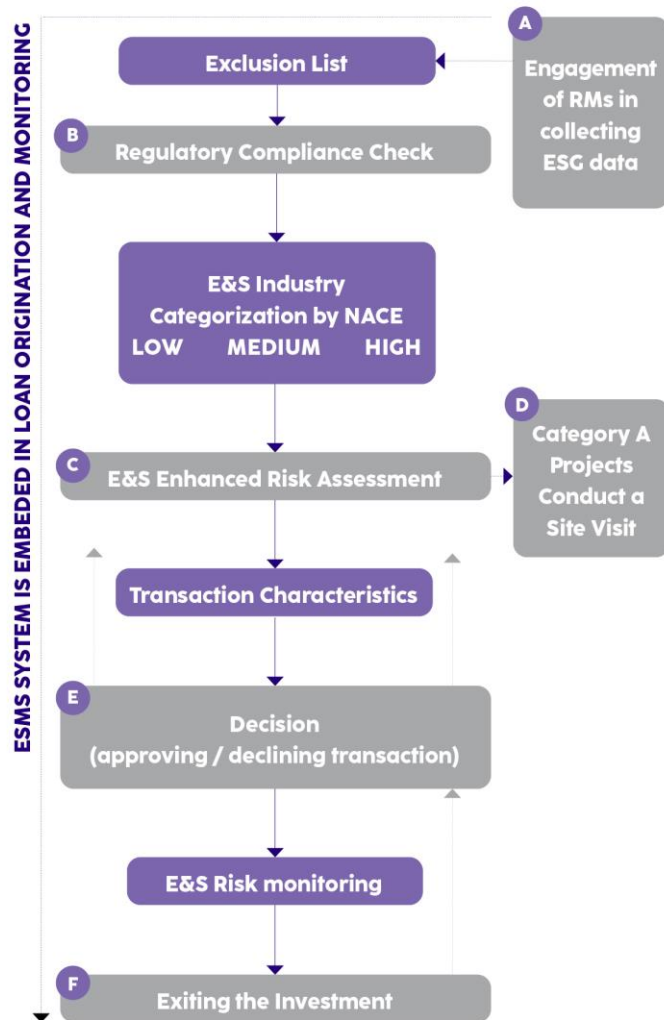 ESMS SYSTEM IS EMBEDED IN LOAN ORIGINATION AND MONITORING
A
Engagement
of RMs in
collecting
ESG data
Exclusion List
B
Regulatory Compliance Check
E&S Industry
Categorization by NACE
LOW MEDIUM HIGH
C
E&S Enhanced Risk Assessment
D
Category A
Projects
Conduct a
Site Visit
Transaction Characteristics
E
Decision
(approving / declining transaction)
E&S Risk monitoring
F
Exiting the Investment